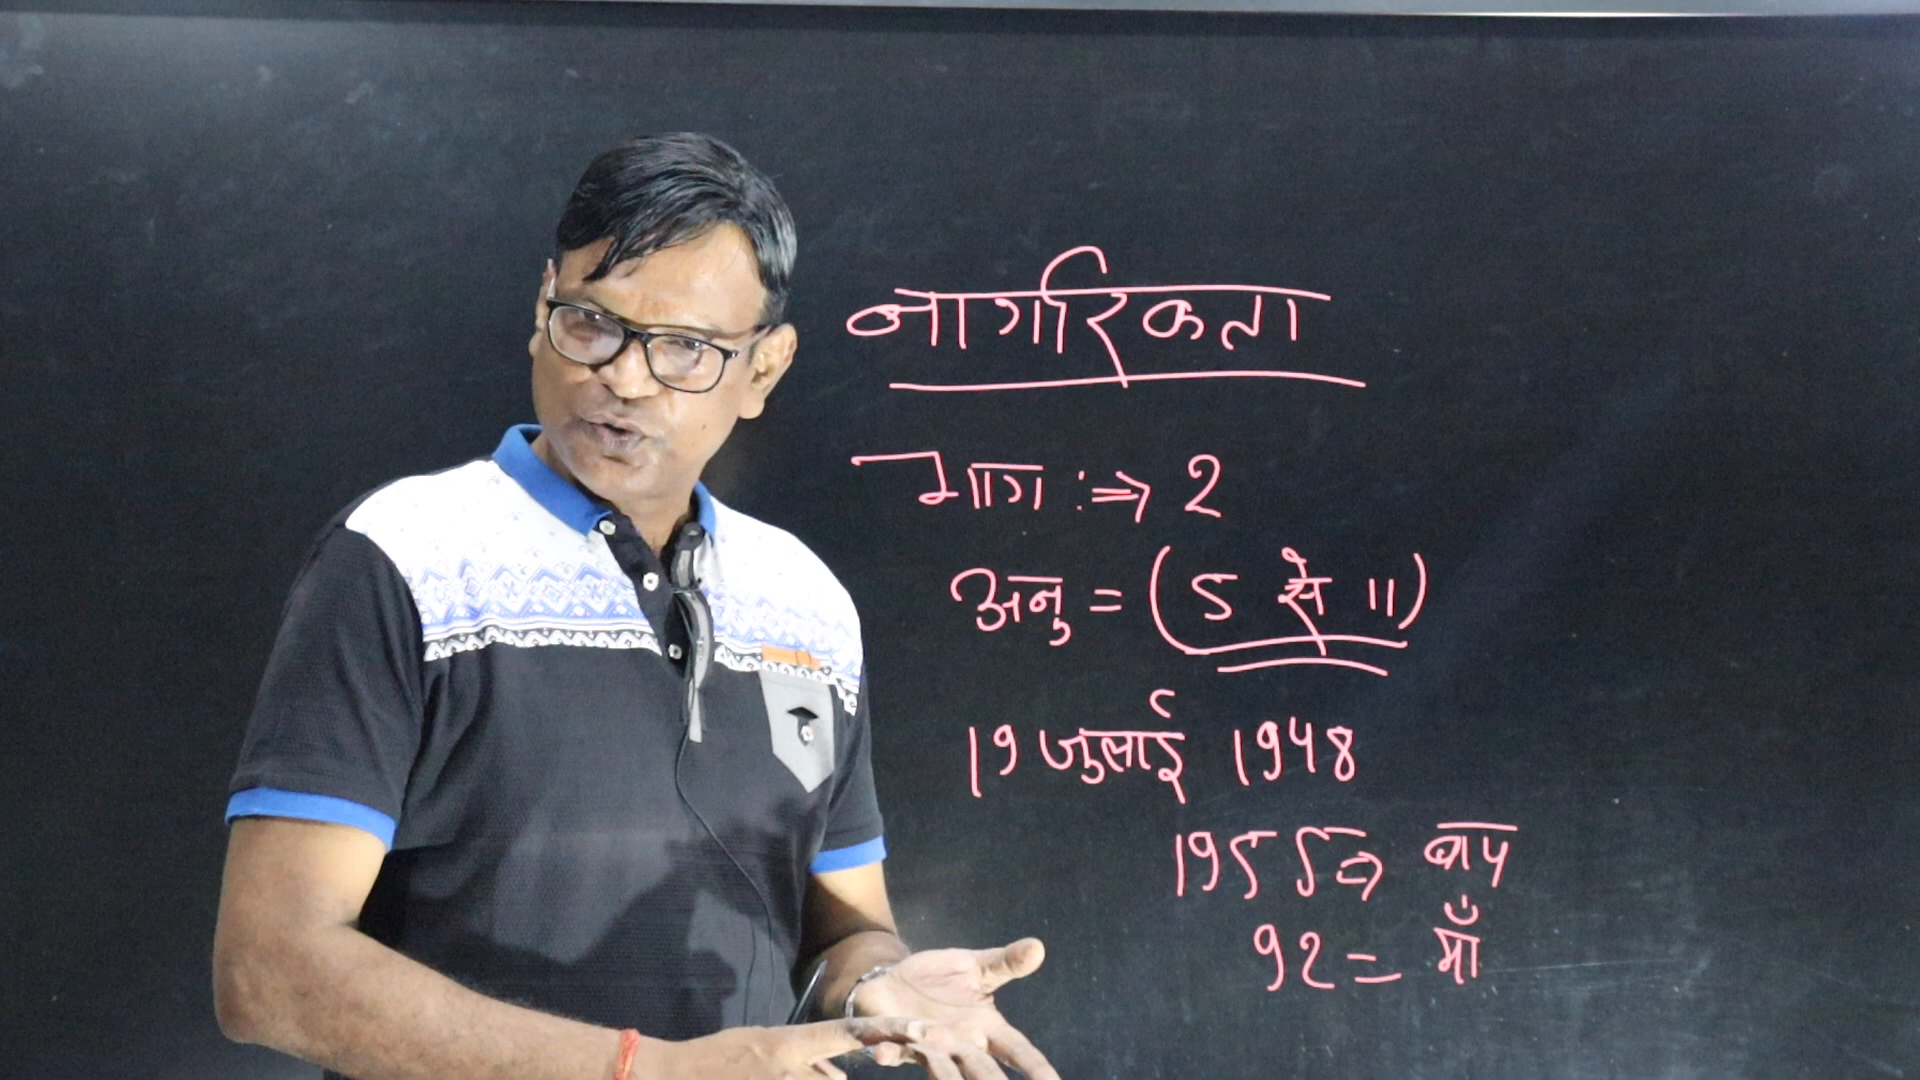 नागरिकता
भाग :⇒ 2
अनु = (5 से 11)
19 जुलाई 1948
1955 ⇒ बाप
92 = माँ